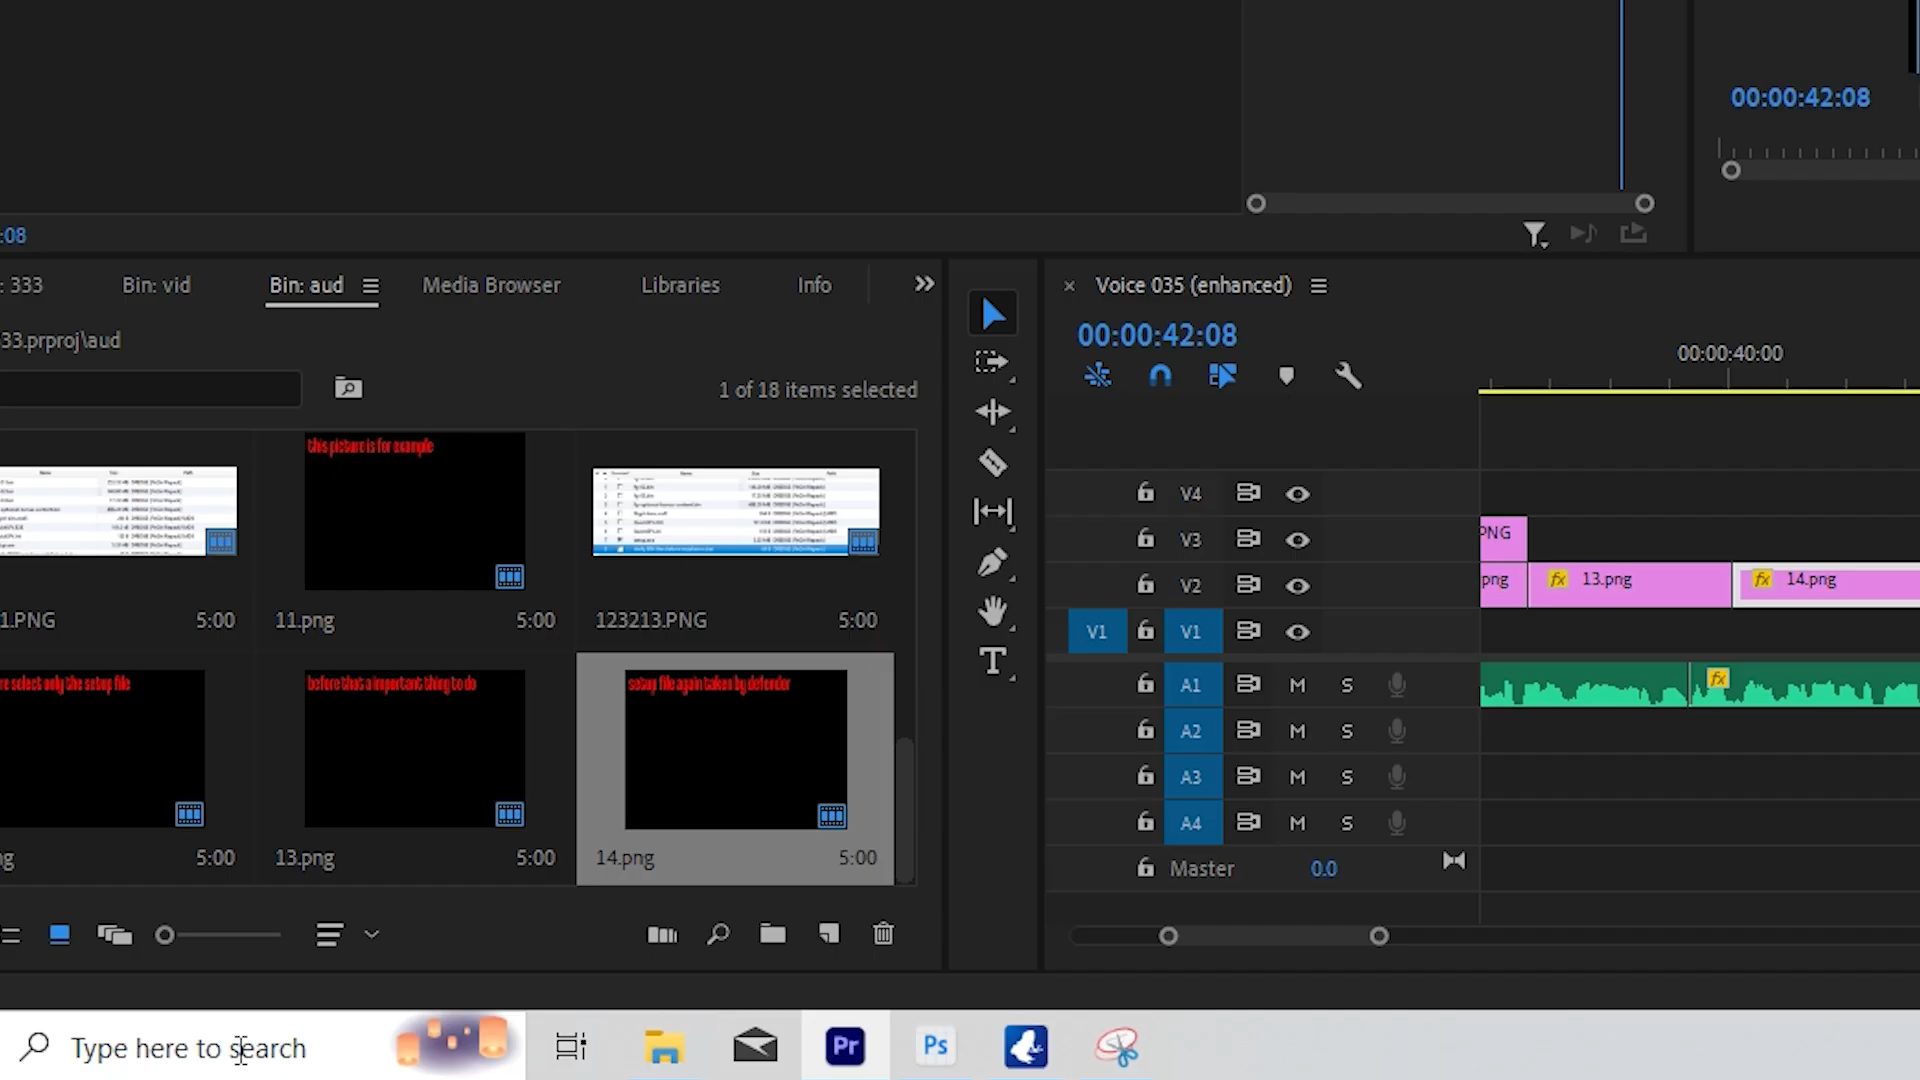 00:00:42:08
:08
: 333
Bin: vid
Bin: aud
Media Browser
Libraries
Info
33.prproj\aud
1 of 18 items selected
this picture is for example
1.PNG
5:00
11.png
5:00
123213.PNG
5:00
re select only the setup file
before that a important thing to do
setup file again taken by defender
ng
5:00
13.png
5:00
14.png
5:00
Voice 035 (enhanced)
00:00:42:08
00:00:40:00
V4
V3
PNG
V2
png
fx 13.png
fx 14.png
V1
V1
A1
M
S
fx
A2
M
S
A3
M
S
A4
M
S
Master
0.0
Type here to search
Pr
Ps